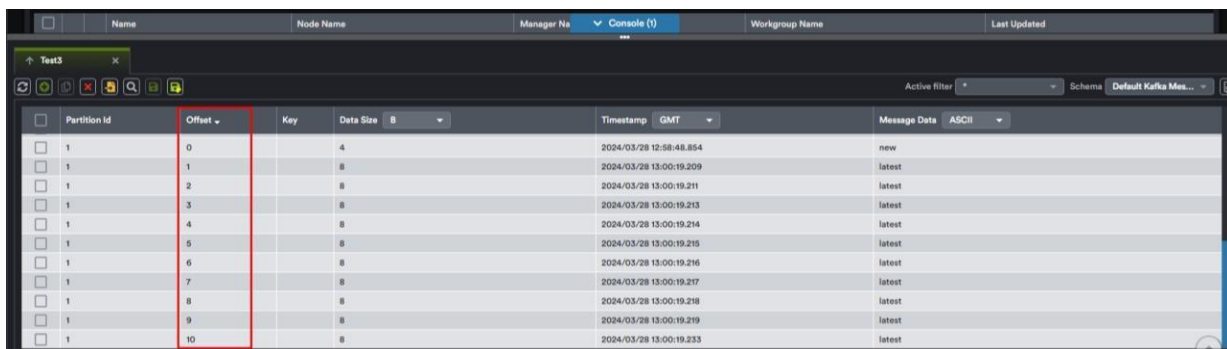 Name Node Name Manager Na Console (1) Workgroup Name Last Updated
Test3
Active filter * Schema Default Kafka Mes...
Partition Id Offset Key Data Size B Timestamp GMT Message Data ASCII
1 0 4 2024/03/28 12:58:48.854 new
1 1 8 2024/03/28 13:00:19.209 latest
1 2 8 2024/03/28 13:00:19.211 latest
1 3 8 2024/03/28 13:00:19.213 latest
1 4 8 2024/03/28 13:00:19.214 latest
1 5 8 2024/03/28 13:00:19.215 latest
1 6 8 2024/03/28 13:00:19.216 latest
1 7 8 2024/03/28 13:00:19.217 latest
1 8 8 2024/03/28 13:00:19.218 latest
1 9 8 2024/03/28 13:00:19.219 latest
1 10 8 2024/03/28 13:00:19.233 latest